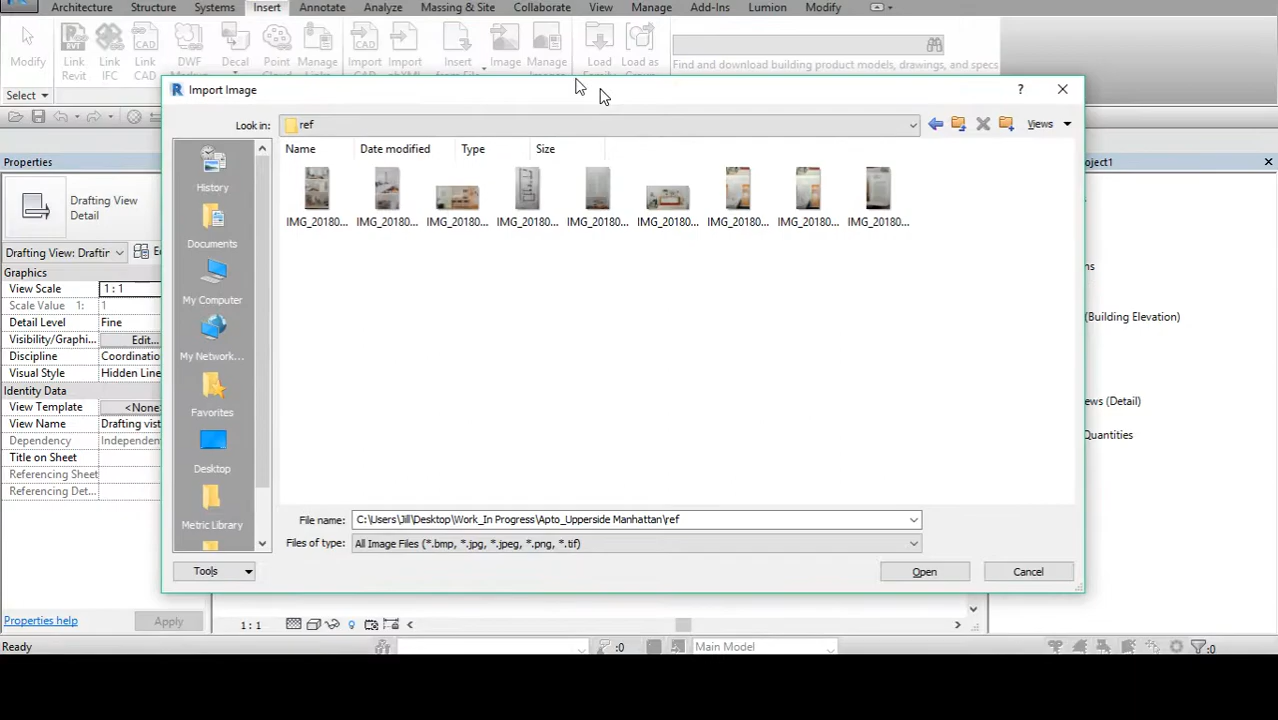 Architecture Structure Systems Insert Annotate Analyze Massing & Site Collaborate View Manage Add-Ins Lumion Modify
Modify Link Revit Link IFC Link CAD DWF Decal Point Cloud Manage Import CAD Import Insert Image Manage Load Load as
Find and download building product models, drawings, and specs
Select
Import Image
?
Look in: ref Views
Properties
Project1
Name Date modified Type Size
History
IMG_20180... IMG_20180... IMG_20180... IMG_20180... IMG_20180... IMG_20180... IMG_20180... IMG_20180... IMG_20180...
Drafting View
Detail
Documents
Drafting View: Draftir
Graphics
View Scale 1 : 1
My Computer
Scale Value 1: 1
(Building Elevation)
Detail Level Fine
Visibility/Graphi... Edit...
My Network...
Discipline Coordination
Visual Style Hidden Line
Identity Data
View Template <None>
Favorites
ews (Detail)
View Name Drafting vist
Dependency Independen
Quantities
Title on Sheet
Desktop
Referencing Sheet
Referencing Det...
Metric Library
File name: C:\Users\Jill\Desktop\Work_In Progress\Apto_Upperside Manhattan\ref
Files of type: All Image Files (*.bmp, *.jpg, *.jpeg, *.png, *.tif)
Tools Open Cancel
Properties help Apply
1 : 1
Ready :0 Main Model :0